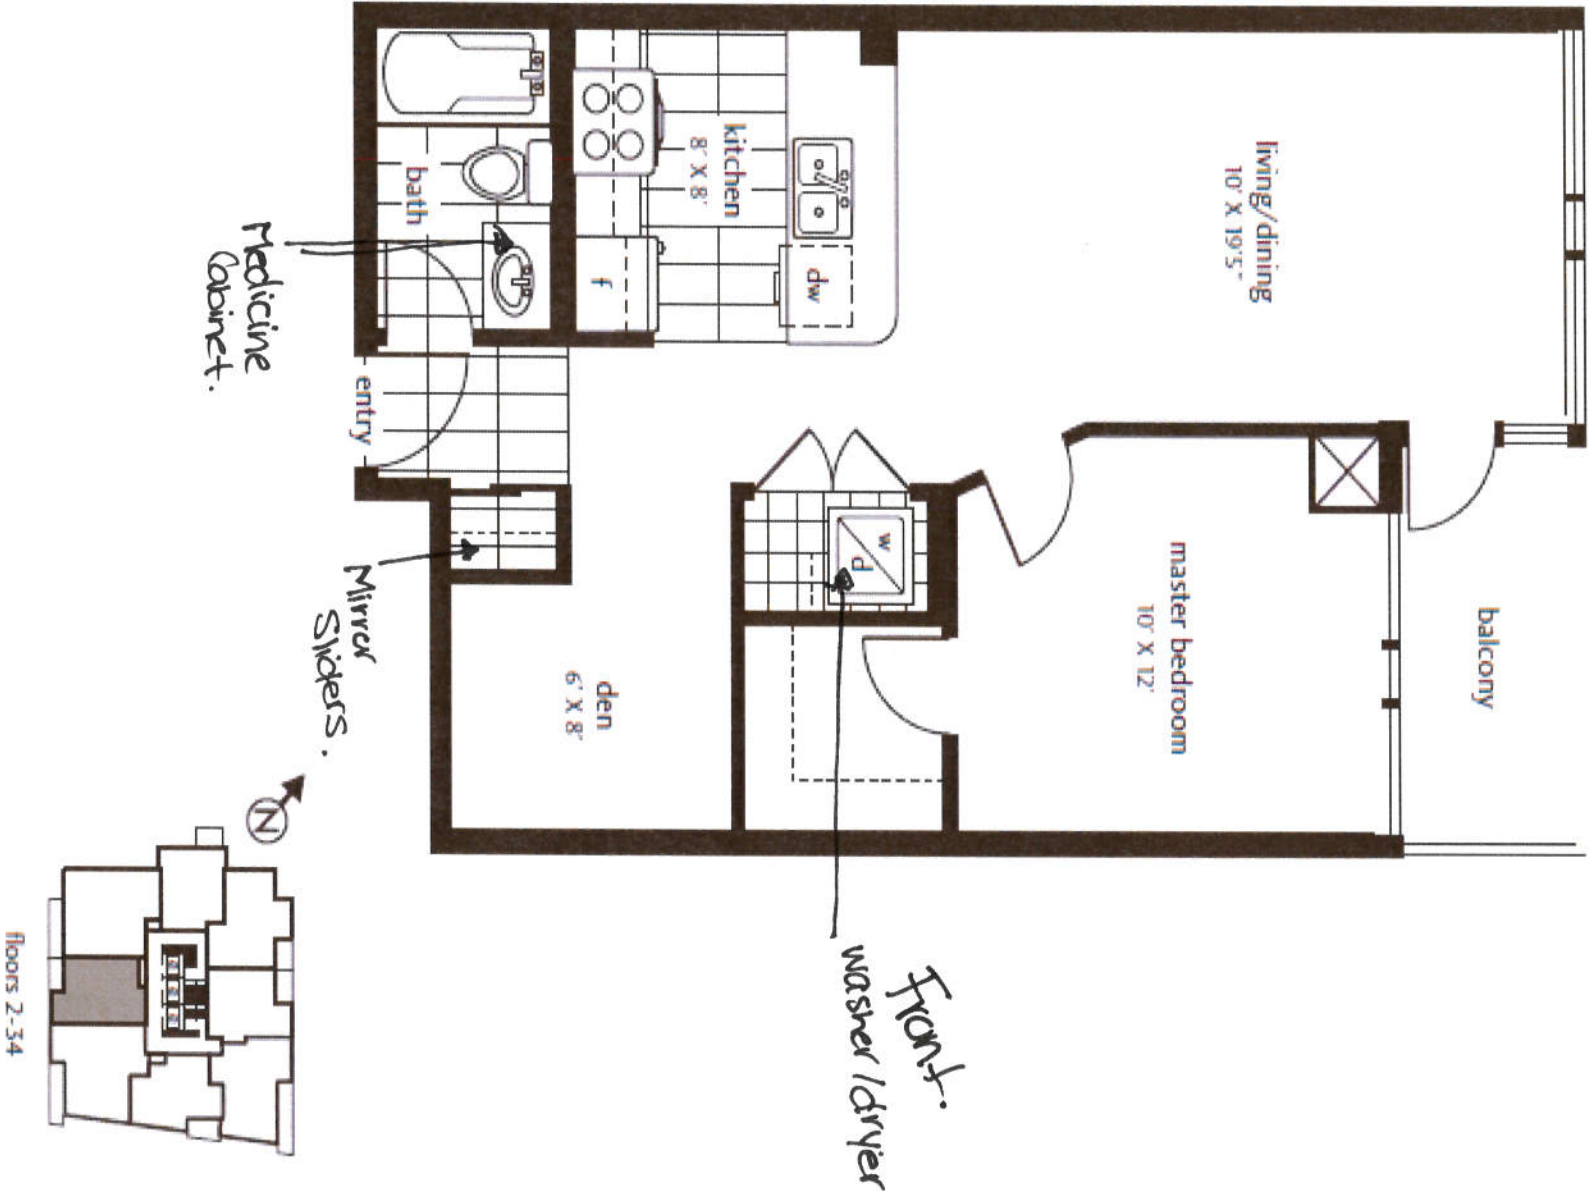 living/dining
10' X 19'5"
balcony
kitchen
8' X 8'
dw
f
master bedroom
10' X 12'
w
d
bath
entry
den
6' X 8'
Medicine
Cabinet.
Mirror
Sliders.
Front.
washer/dryer
N
floors 2-34